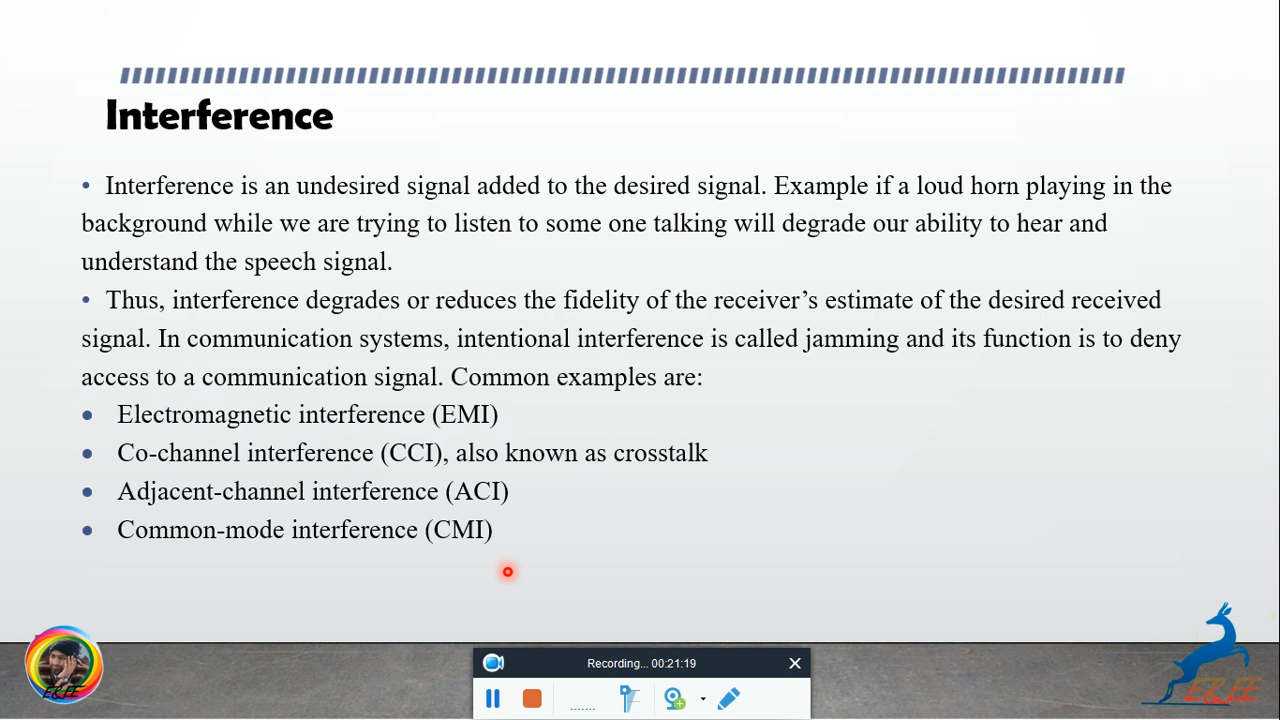 Interference
• Interference is an undesired signal added to the desired signal. Example if a loud horn playing in the
background while we are trying to listen to some one talking will degrade our ability to hear and
understand the speech signal.
• Thus, interference degrades or reduces the fidelity of the receiver’s estimate of the desired received
signal. In communication systems, intentional interference is called jamming and its function is to deny
access to a communication signal. Common examples are:
• Electromagnetic interference (EMI)
• Co-channel interference (CCI), also known as crosstalk
• Adjacent-channel interference (ACI)
• Common-mode interference (CMI)
E&EE
E&EE
Recording... 00:21:19